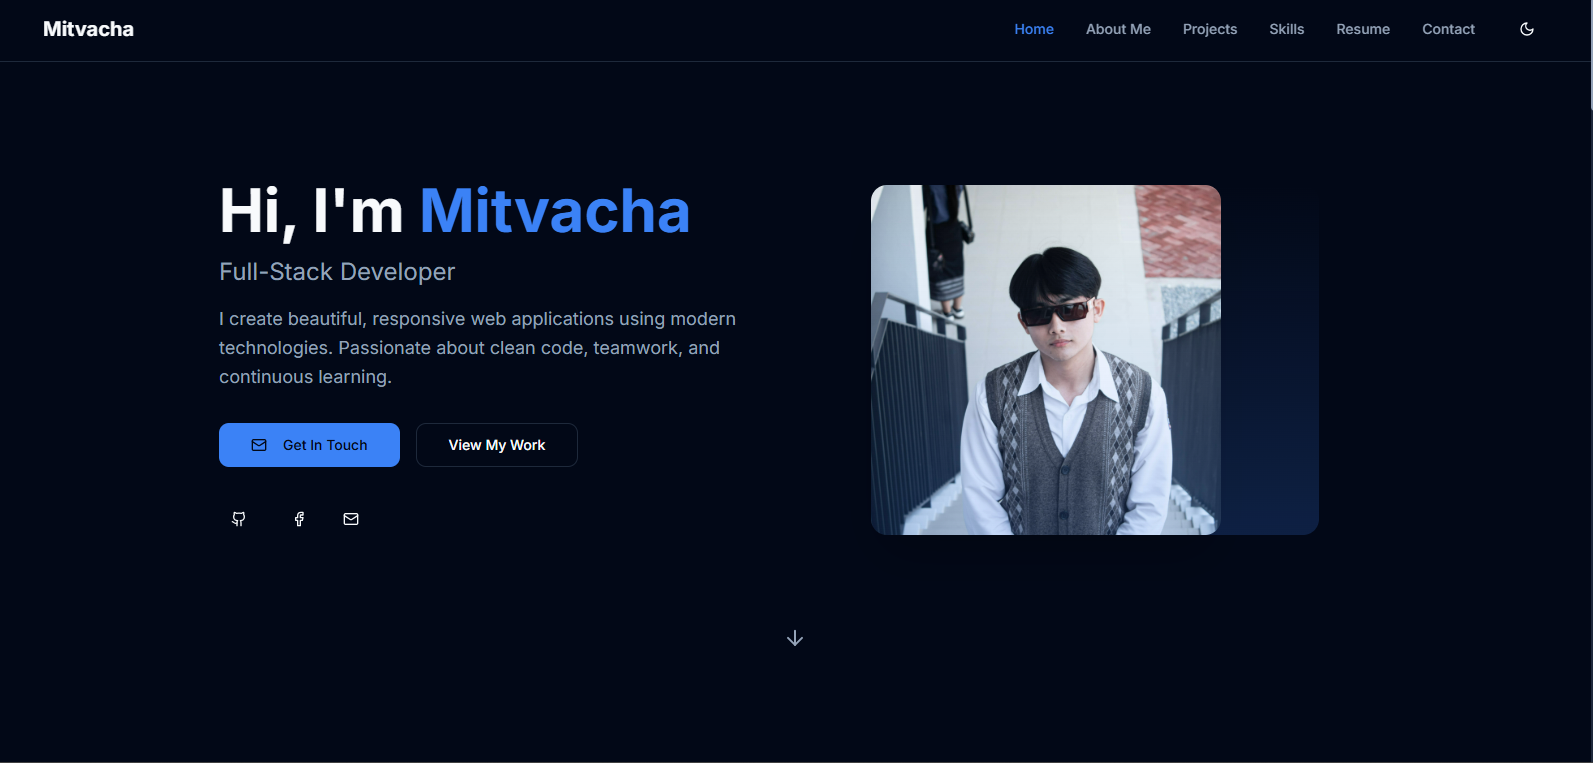 Mitvacha
Home About Me Projects Skills Resume Contact
Hi, I'm Mitvacha
Full-Stack Developer
I create beautiful, responsive web applications using modern
technologies. Passionate about clean code, teamwork, and
continuous learning.
Get In Touch View My Work